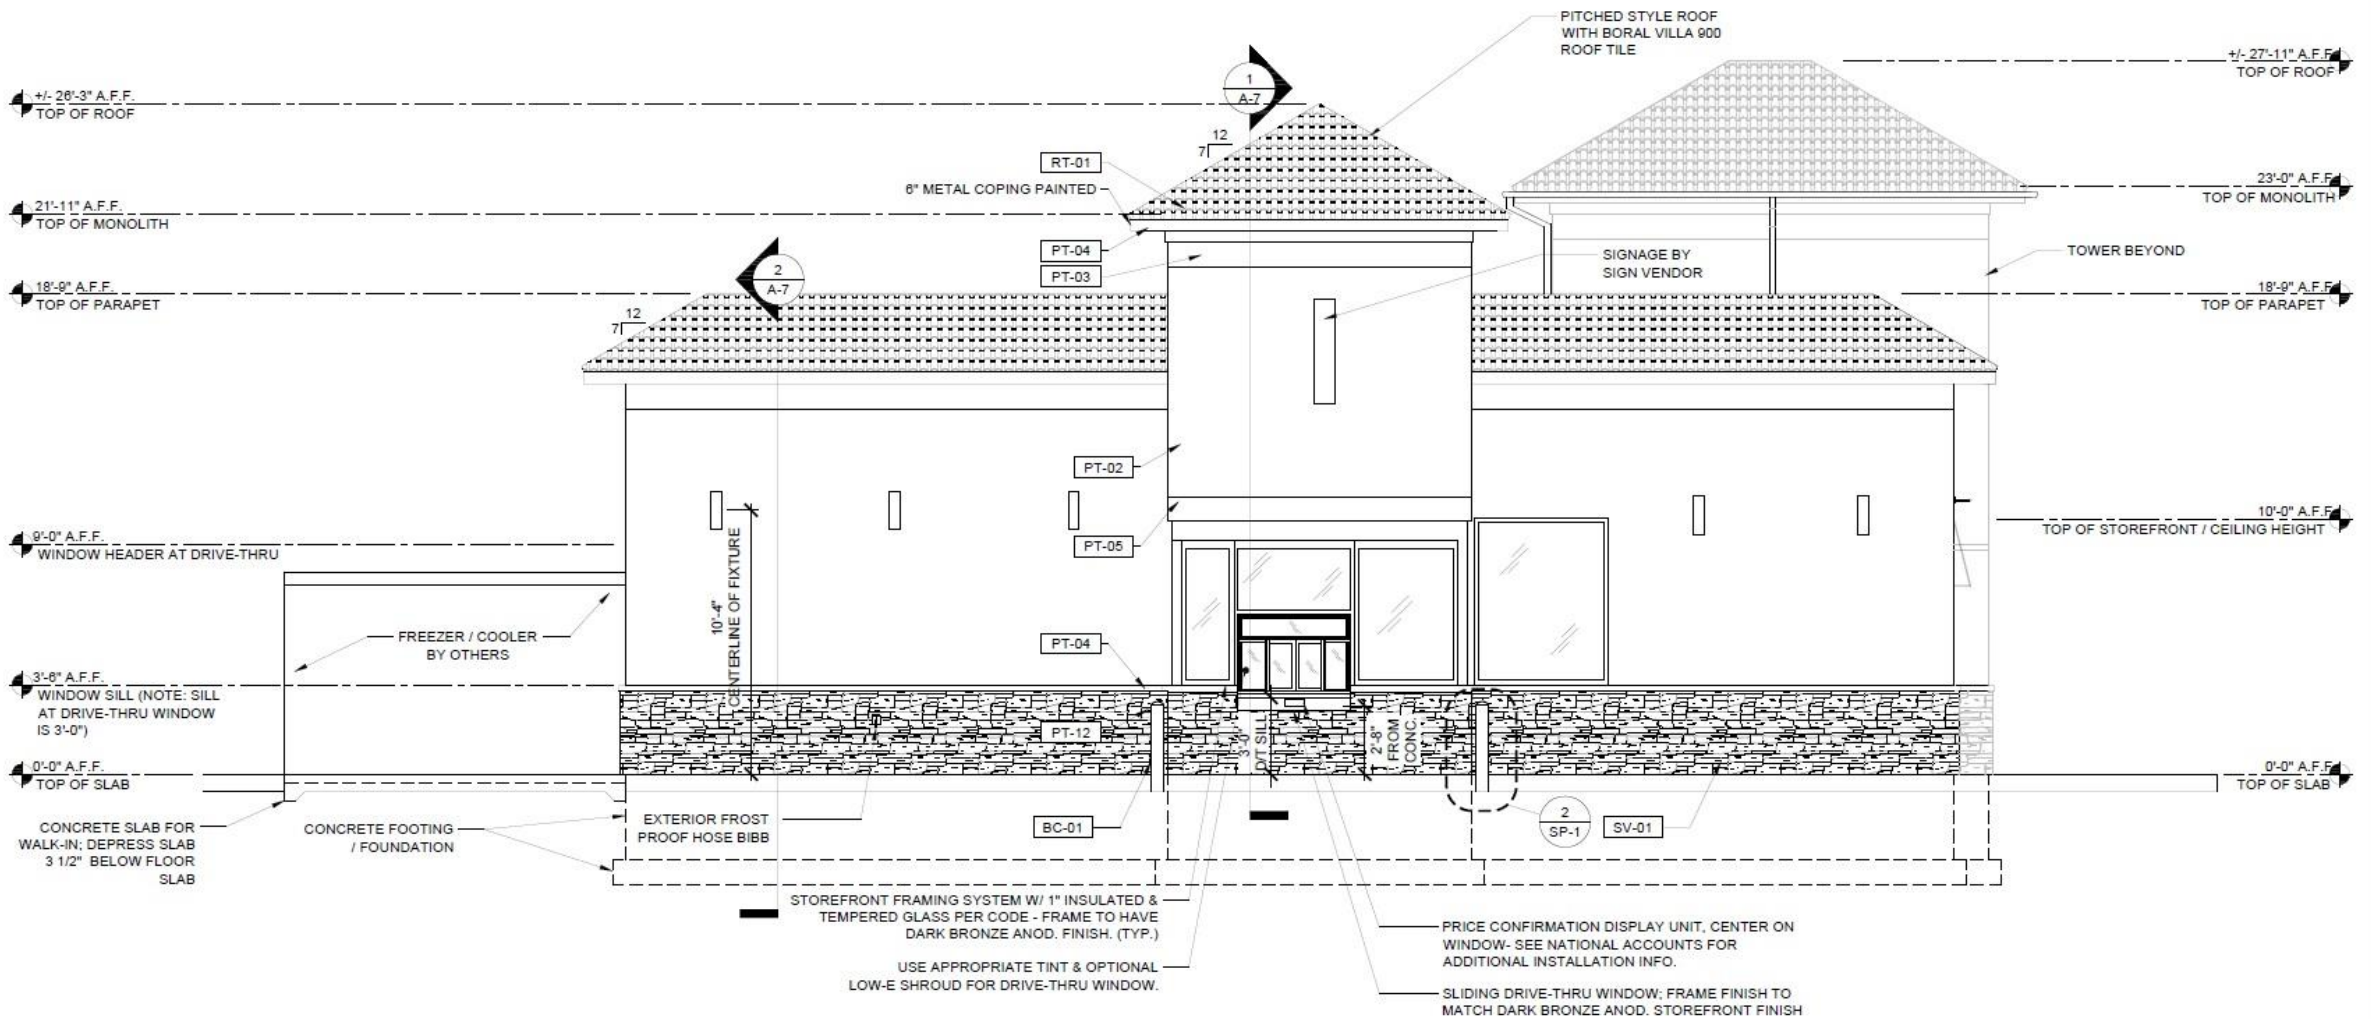 PITCHED STYLE ROOF
WITH BORAL VILLA 900
ROOF TILE
+/- 27'-11" A.F.F.
TOP OF ROOF
+/- 26'-3" A.F.F.
TOP OF ROOF
1
A-7
12
7
RT-01
6" METAL COPING PAINTED
23'-0" A.F.F.
TOP OF MONOLITH
21'-11" A.F.F.
TOP OF MONOLITH
PT-04
PT-03
SIGNAGE BY
SIGN VENDOR
TOWER BEYOND
2
A-7
18'-9" A.F.F.
TOP OF PARAPET
18'-9" A.F.F.
TOP OF PARAPET
12
7
PT-02
PT-05
10'-0" A.F.F.
TOP OF STOREFRONT / CEILING HEIGHT
9'-0" A.F.F.
WINDOW HEADER AT DRIVE-THRU
10'-4"
CENTERLINE OF FIXTURE
FREEZER / COOLER
BY OTHERS
PT-04
3'-6" A.F.F.
WINDOW SILL (NOTE: SILL
AT DRIVE-THRU WINDOW
IS 3'-0")
PT-12
3'-0"
D/T SILL
2'-8"
FROM
CONC.
0'-0" A.F.F.
TOP OF SLAB
0'-0" A.F.F.
TOP OF SLAB
CONCRETE SLAB FOR
WALK-IN; DEPRESS SLAB
3 1/2" BELOW FLOOR
SLAB
CONCRETE FOOTING
/ FOUNDATION
EXTERIOR FROST
PROOF HOSE BIBB
BC-01
2
SP-1
SV-01
STOREFRONT FRAMING SYSTEM W/ 1" INSULATED &
TEMPERED GLASS PER CODE - FRAME TO HAVE
DARK BRONZE ANOD. FINISH. (TYP.)
USE APPROPRIATE TINT & OPTIONAL
LOW-E SHROUD FOR DRIVE-THRU WINDOW.
PRICE CONFIRMATION DISPLAY UNIT, CENTER ON
WINDOW- SEE NATIONAL ACCOUNTS FOR
ADDITIONAL INSTALLATION INFO.
SLIDING DRIVE-THRU WINDOW; FRAME FINISH TO
MATCH DARK BRONZE ANOD. STOREFRONT FINISH